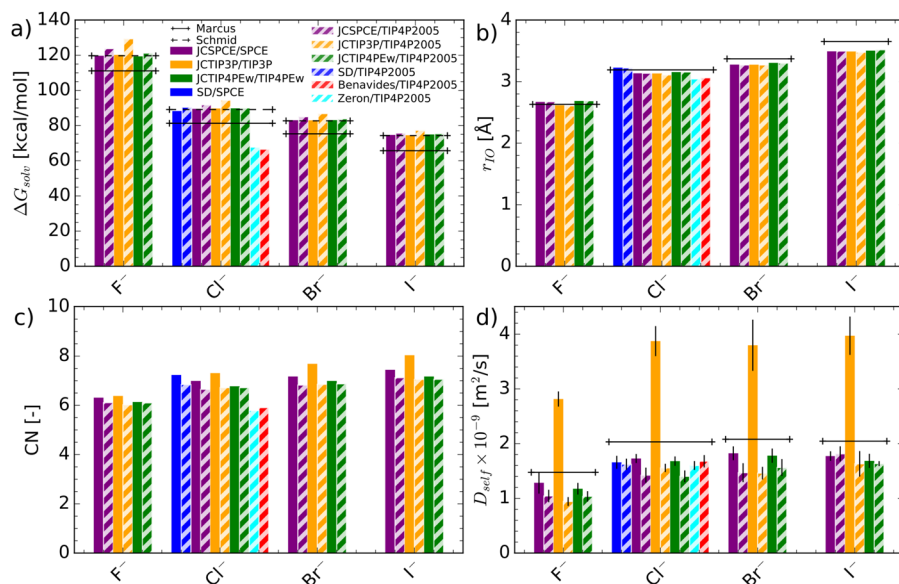 a)
ΔG_solv [kcal/mol]
140
120
100
80
60
40
20
0
F⁻
Cl⁻
Br⁻
I⁻
Marcus
Schmid
JCSPCE/SPCE
JCTIP3P/TIP3P
JCTIP4PEw/TIP4PEw
SD/SPCE
JCSPCE/TIP4P2005
JCTIP3P/TIP4P2005
JCTIP4PEw/TIP4P2005
SD/TIP4P2005
Benavides/TIP4P2005
Zeron/TIP4P2005
b)
r_IO [Å]
4
3
2
1
0
F⁻
Cl⁻
Br⁻
I⁻
c)
CN [-]
10
8
6
4
2
0
F⁻
Cl⁻
Br⁻
I⁻
d)
D_self × 10⁻⁹ [m²/s]
4
3
2
1
0
F⁻
Cl⁻
Br⁻
I⁻